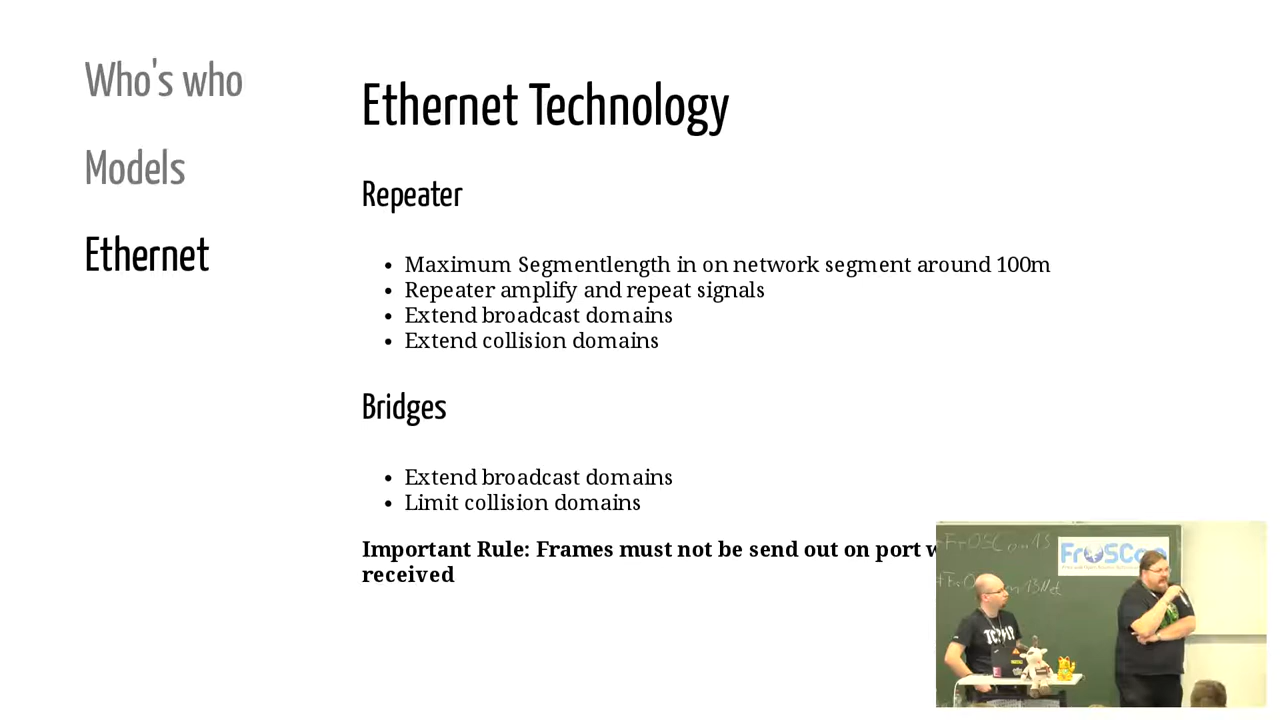 Who's who
Models
Ethernet
Ethernet Technology
Repeater
• Maximum Segmentlength in on network segment around 100m
• Repeater amplify and repeat signals
• Extend broadcast domains
• Extend collision domains
Bridges
• Extend broadcast domains
• Limit collision domains
Important Rule: Frames must not be send out on port
received
FrOSCon